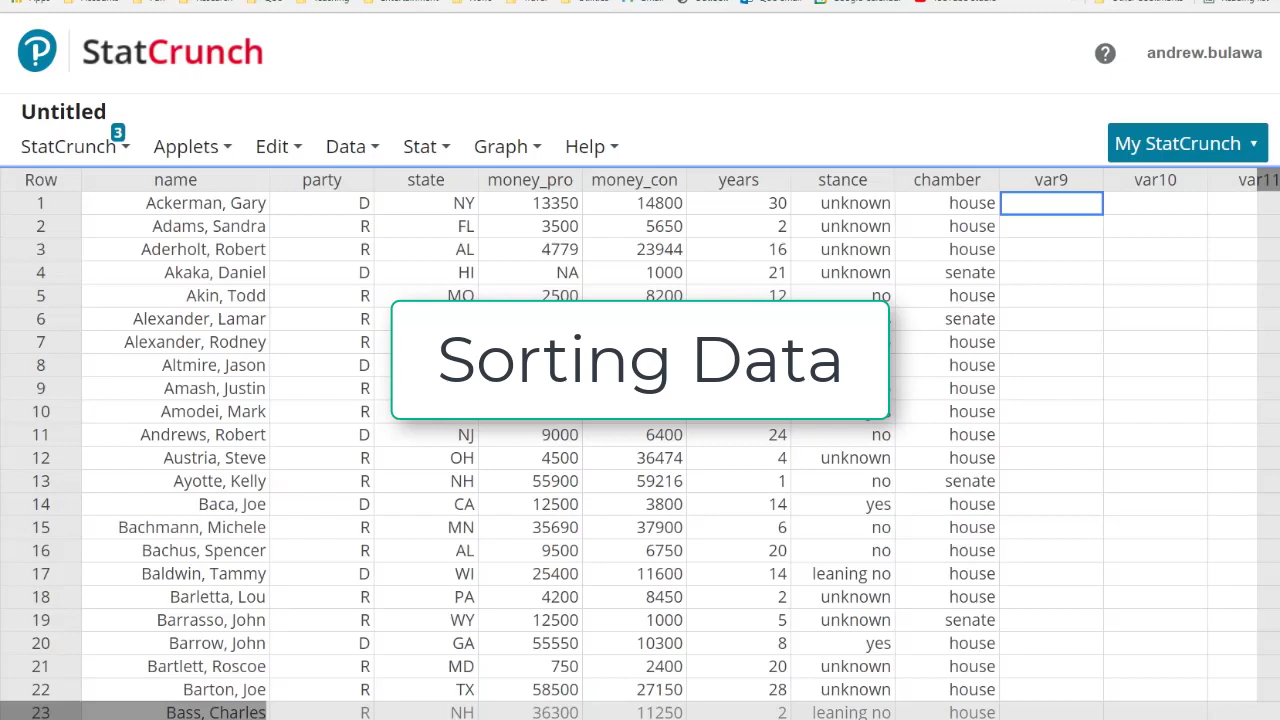 StatCrunch
andrew.bulawa
Untitled
StatCrunch 3 Applets Edit Data Stat Graph Help My StatCrunch
Row name party state money_pro money_con years stance chamber var9 var10 var11
1 Ackerman, Gary D NY 13350 14800 30 unknown house
2 Adams, Sandra R FL 3500 5650 2 unknown house
3 Aderholt, Robert R AL 4779 23944 16 unknown house
4 Akaka, Daniel D HI NA 1000 21 unknown senate
5 Akin, Todd R MO 2500 8200 12 no house
6 Alexander, Lamar R senate
7 Alexander, Rodney R house
8 Altmire, Jason D house
9 Amash, Justin R house
10 Amodei, Mark R house
Sorting Data
11 Andrews, Robert D NJ 9000 6400 24 no house
12 Austria, Steve R OH 4500 36474 4 unknown house
13 Ayotte, Kelly R NH 55900 59216 1 no senate
14 Baca, Joe D CA 12500 3800 14 yes house
15 Bachmann, Michele R MN 35690 37900 6 no house
16 Bachus, Spencer R AL 9500 6750 20 no house
17 Baldwin, Tammy D WI 25400 11600 14 leaning no house
18 Barletta, Lou R PA 4200 8450 2 unknown house
19 Barrasso, John R WY 12500 1000 5 unknown senate
20 Barrow, John D GA 55550 10300 8 yes house
21 Bartlett, Roscoe R MD 750 2400 20 unknown house
22 Barton, Joe R TX 58500 27150 28 unknown house
23 Bass, Charles R NH 36300 11250 2 leaning no house